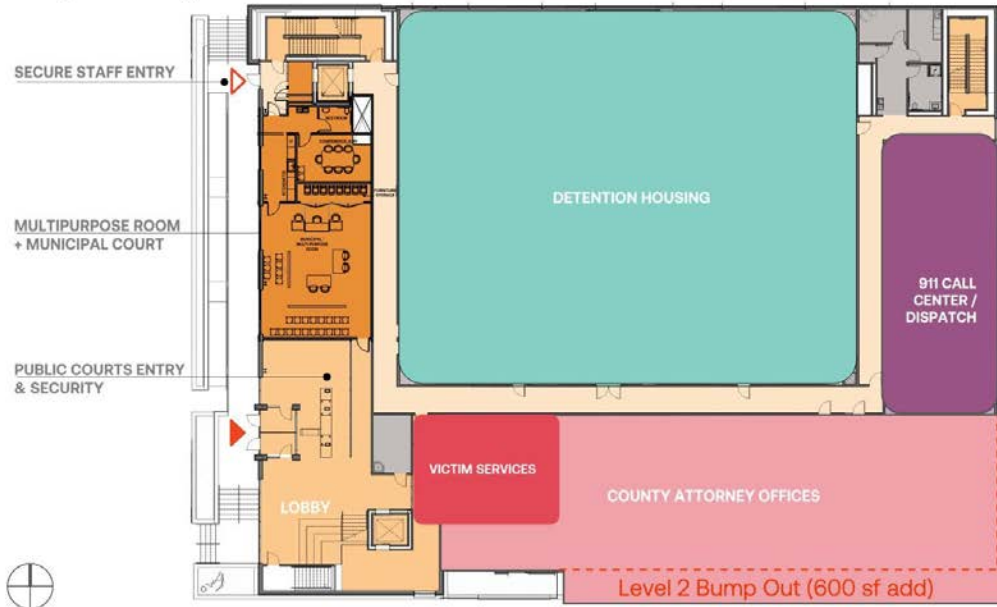 SECURE STAFF ENTRY
RESTROOM
DETENTION HOUSING
MULTIPURPOSE ROOM
+ MUNICIPAL COURT
911 CALL
CENTER /
DISPATCH
PUBLIC COURTS ENTRY
& SECURITY
VICTIM SERVICES
COUNTY ATTORNEY OFFICES
LOBBY
Level 2 Bump Out (600 sf add)